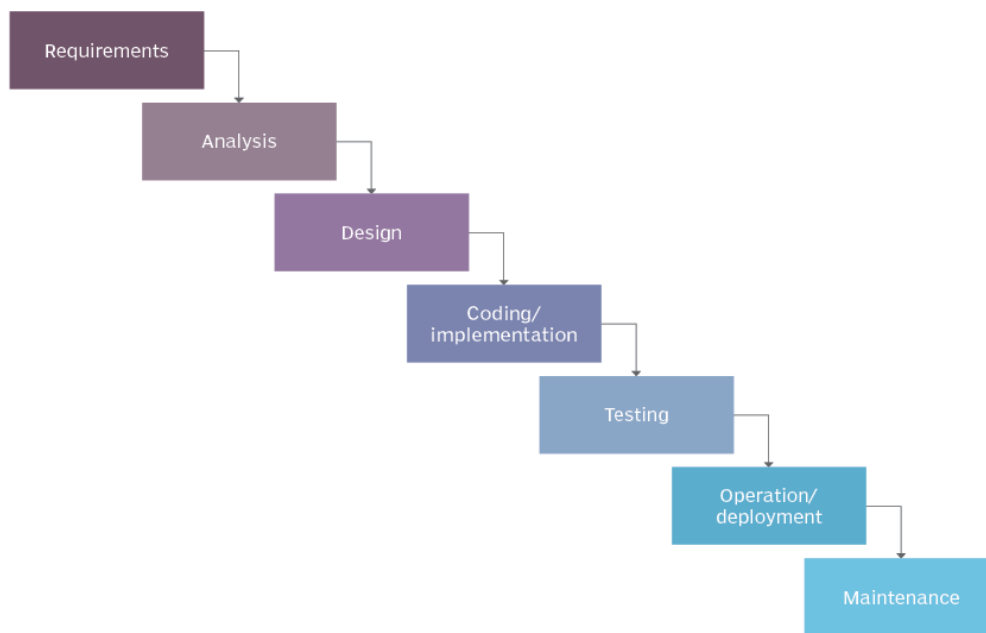 Requirements
Analysis
Design
Coding/
implementation
Testing
Operation/
deployment
Maintenance